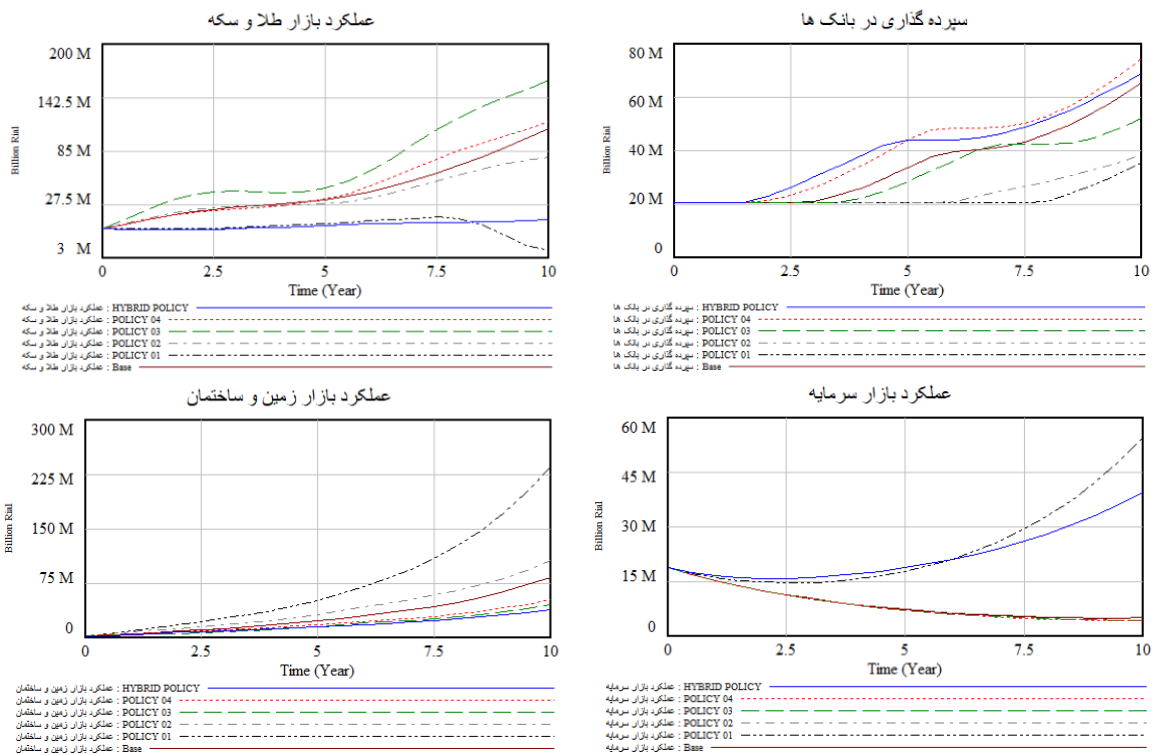 عملکرد بازار طلا و سکه
200 M
142.5 M
85 M
27.5 M
3 M
Billion Rial
0 2.5 5 7.5 10
Time (Year)
عملکرد بازار طلا و سکه : HYBRID POLICY
عملکرد بازار طلا و سکه : POLICY 04
عملکرد بازار طلا و سکه : POLICY 03
عملکرد بازار طلا و سکه : POLICY 02
عملکرد بازار طلا و سکه : POLICY 01
عملکرد بازار طلا و سکه : Base
سپرده گذاری در بانک ها
80 M
60 M
40 M
20 M
0
Billion Rial
0 2.5 5 7.5 10
Time (Year)
سپرده گذاری در بانک ها : HYBRID POLICY
سپرده گذاری در بانک ها : POLICY 04
سپرده گذاری در بانک ها : POLICY 03
سپرده گذاری در بانک ها : POLICY 02
سپرده گذاری در بانک ها : POLICY 01
سپرده گذاری در بانک ها : Base
عملکرد بازار زمین و ساختمان
300 M
225 M
150 M
75 M
0
Billion Rial
0 2.5 5 7.5 10
Time (Year)
عملکرد بازار زمین و ساختمان : HYBRID POLICY
عملکرد بازار زمین و ساختمان : POLICY 04
عملکرد بازار زمین و ساختمان : POLICY 03
عملکرد بازار زمین و ساختمان : POLICY 02
عملکرد بازار زمین و ساختمان : POLICY 01
عملکرد بازار زمین و ساختمان : Base
عملکرد بازار سرمایه
60 M
45 M
30 M
15 M
0
Billion Rial
0 2.5 5 7.5 10
Time (Year)
عملکرد بازار سرمایه : HYBRID POLICY
عملکرد بازار سرمایه : POLICY 04
عملکرد بازار سرمایه : POLICY 03
عملکرد بازار سرمایه : POLICY 02
عملکرد بازار سرمایه : POLICY 01
عملکرد بازار سرمایه : Base